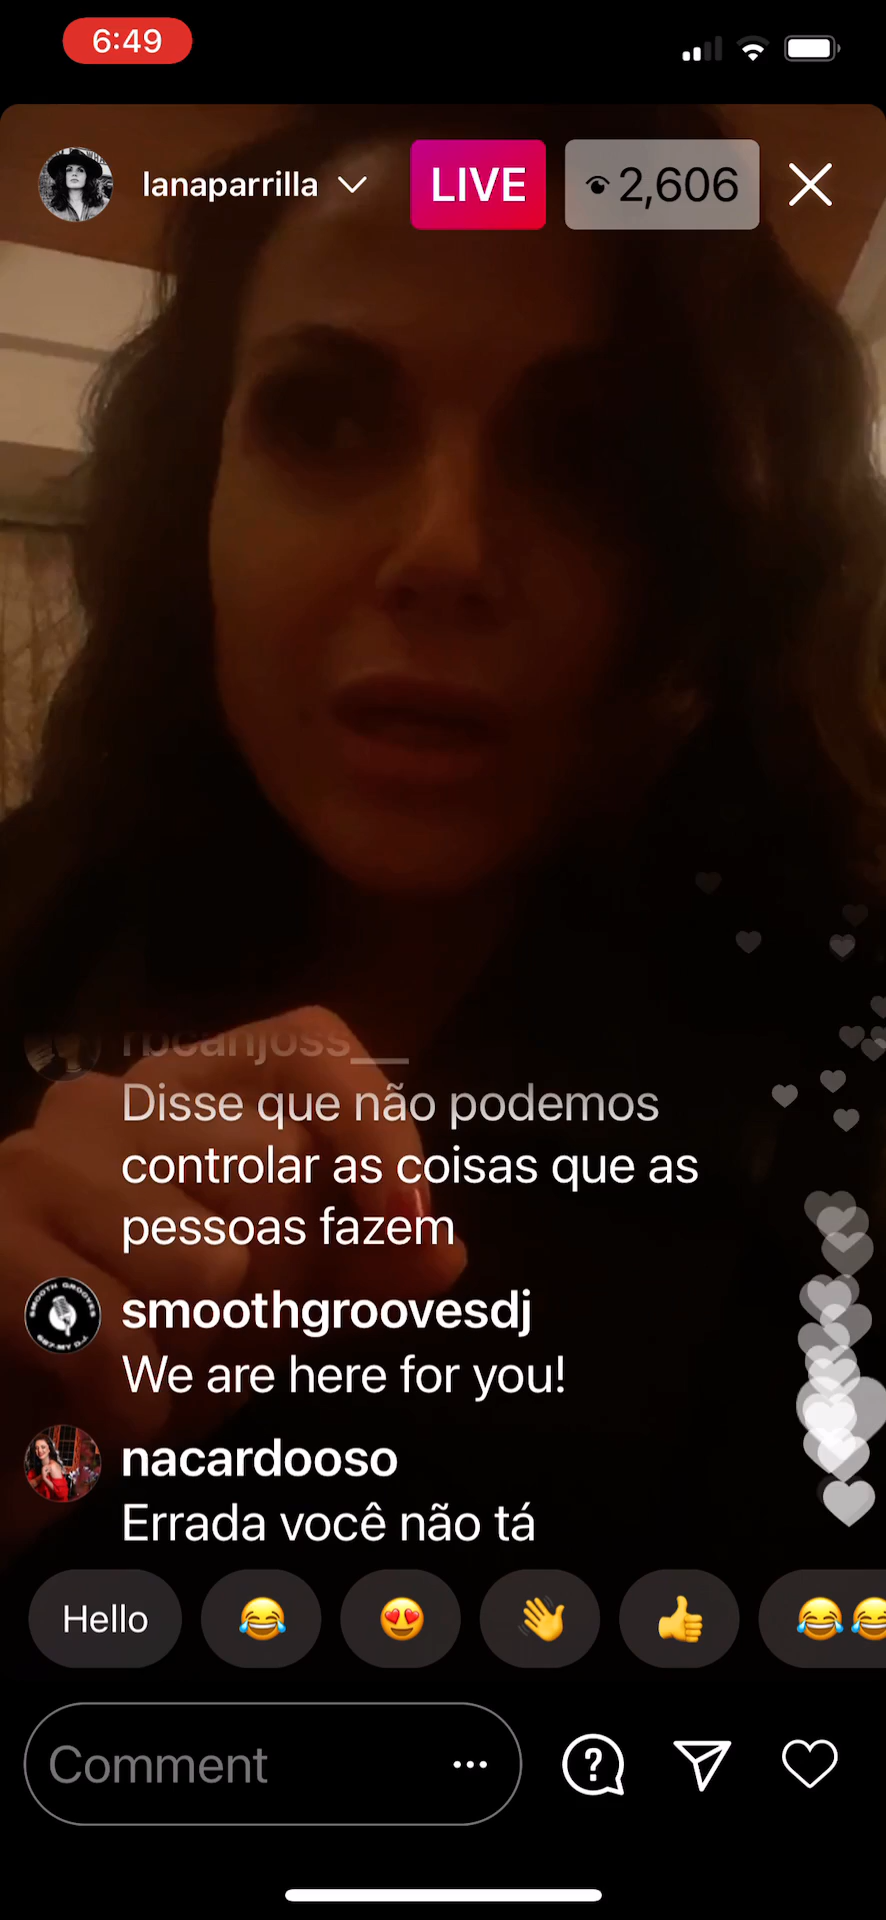 6:49
lanaparrilla
LIVE
2,606
rbcanjoss__
Disse que não podemos
controlar as coisas que as
pessoas fazem
smoothgroovesdj
We are here for you!
nacardooso
Errada você não tá
Hello
Comment